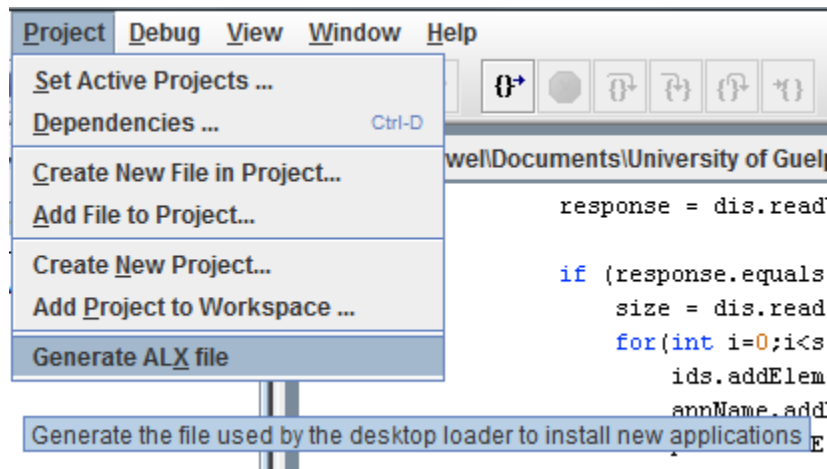 Project Debug View Window Help
Set Active Projects ...
Dependencies ... Ctrl-D
wel\Documents\University of Guel
Create New File in Project...
Add File to Project...
response = dis.read
Create New Project...
if (response.equals
Add Project to Workspace ...
size = dis.read
for(int i=0;i<s
Generate ALX file
ids.addElem
appName.add
Generate the file used by the desktop loader to install new applications